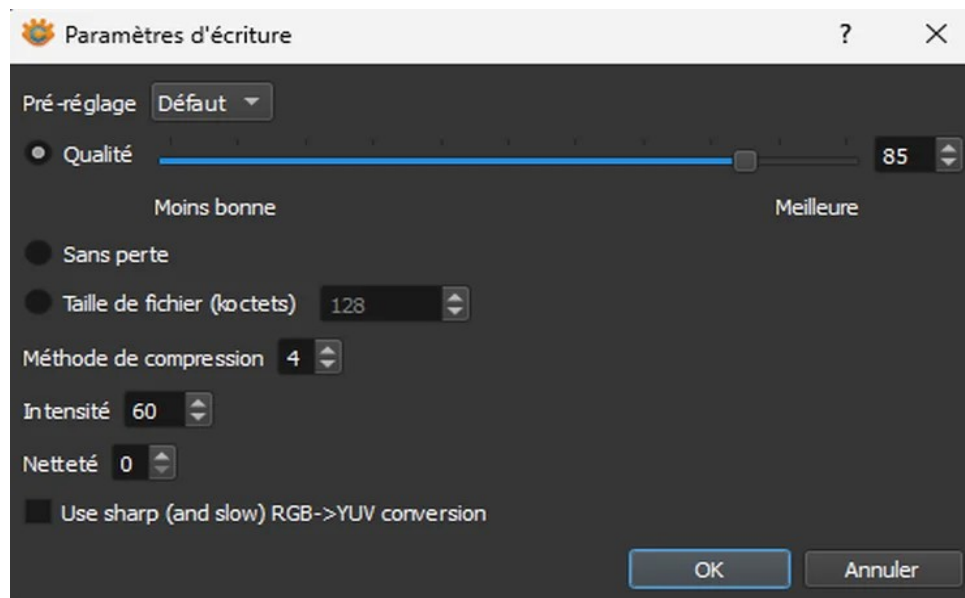 Paramètres d'écriture ?
Pré-réglage Défaut
Qualité 85
Moins bonne Meilleure
Sans perte
Taille de fichier (koctets) 128
Méthode de compression 4
Intensité 60
Netteté 0
Use sharp (and slow) RGB->YUV conversion
OK Annuler